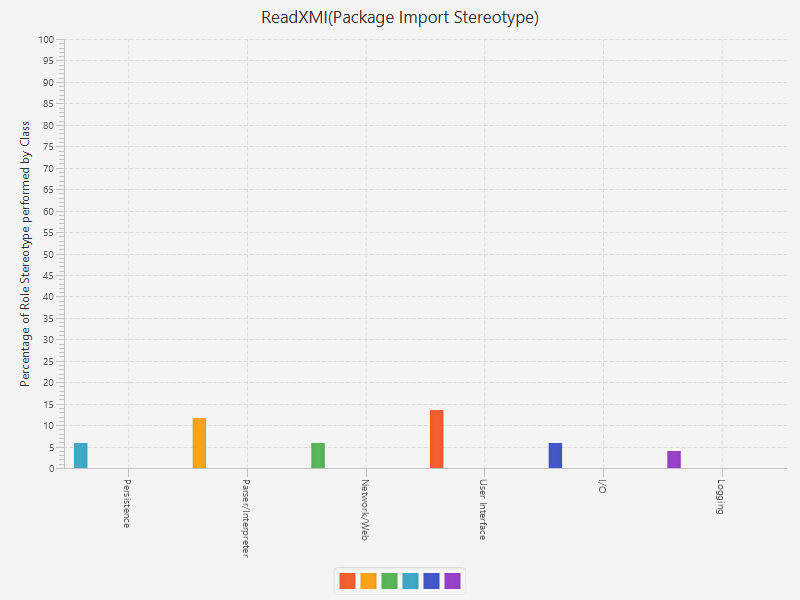 ReadXMI(Package Import Stereotype)
Percentage of Role Stereotype performed by Class
100
95
90
85
80
75
70
65
60
55
50
45
40
35
30
25
20
15
10
5
0
Persistence
Parser/Interpreter
Network/Web
User Interface
I/O
Logging